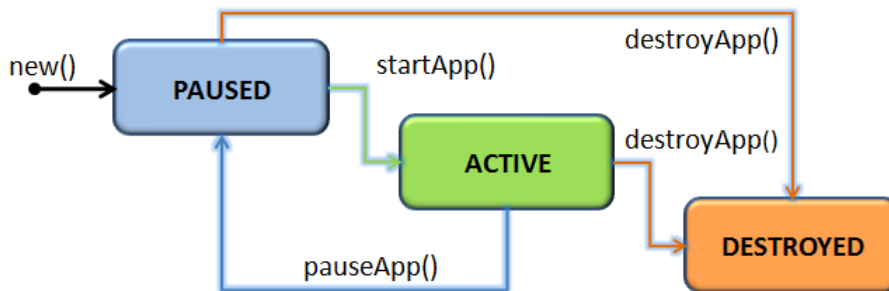 destroyApp()
new()
startApp()
PAUSED
destroyApp()
ACTIVE
DESTROYED
pauseApp()